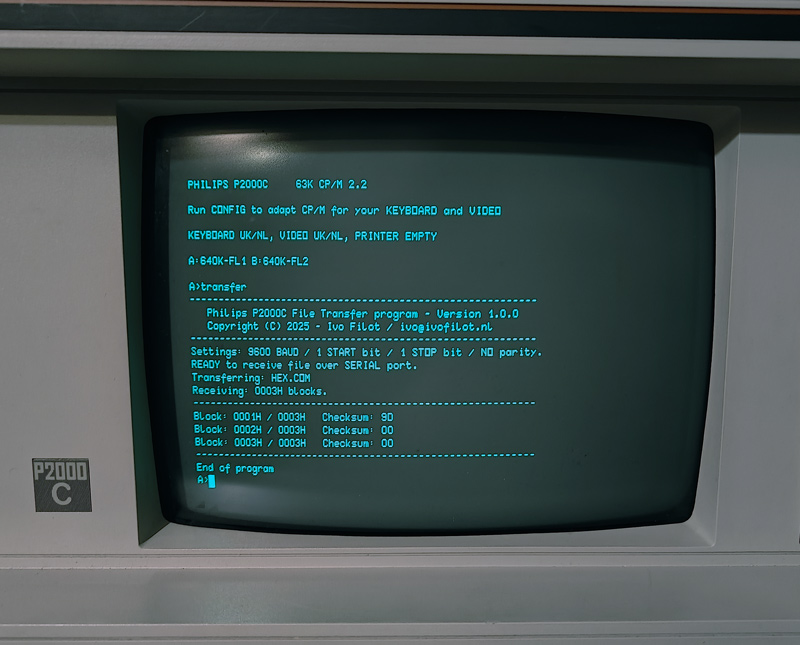 PHILIPS P2000C 63K CP/M 2.2
Run CONFIG to adapt CP/M for your KEYBOARD and VIDEO
KEYBOARD UK/NL, VIDEO UK/NL, PRINTER EMPTY
A:640K-FL1 B:640K-FL2
A>transfer
------------------------------------------------------------
Philips P2000C File Transfer program - Version 1.0.0
Copyright (C) 2025 - Ivo Filot / ivo@ivofilot.nl
------------------------------------------------------------
Settings: 9600 BAUD / 1 START bit / 1 STOP bit / NO parity.
READY to receive file over SERIAL port.
Transferring: HEX.COM
Receiving: 0003H blocks.
------------------------------------------------------------
Block: 0001H / 0003H Checksum: 9D
Block: 0002H / 0003H Checksum: 00
Block: 0003H / 0003H Checksum: 00
------------------------------------------------------------
End of program
A>
P2000
C